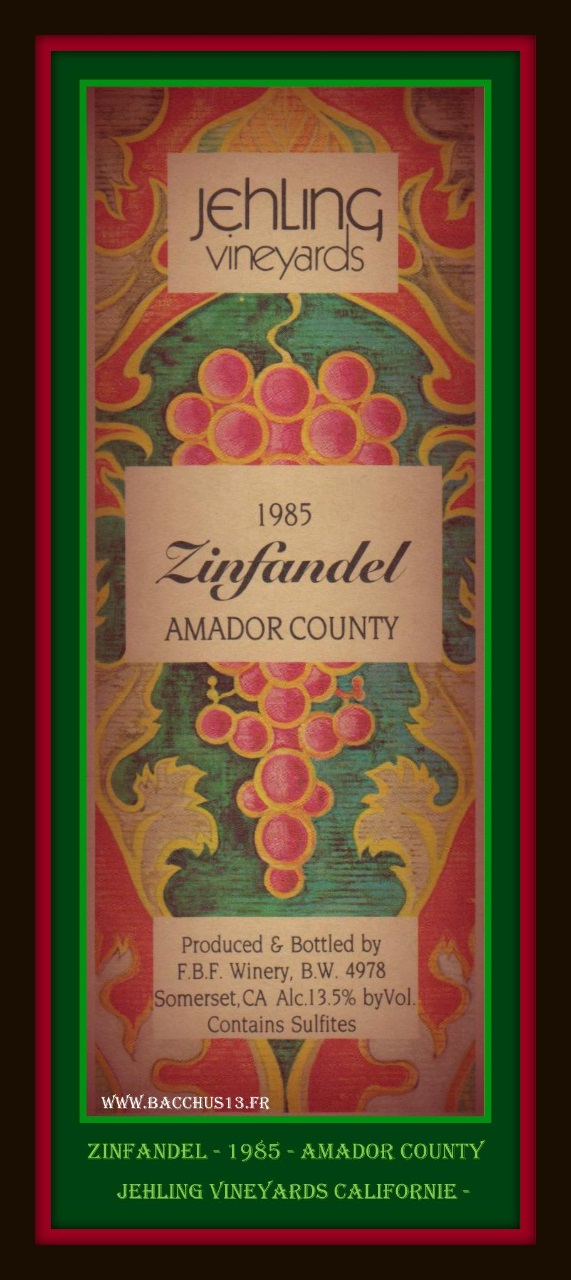 Jehling
vineyards
1985
Zinfandel
AMADOR COUNTY
Produced & Bottled by
F.B.F. Winery, B.W. 4978
Somerset,CA Alc.13.5% byVol.
Contains Sulfites
WWW.BACCHUS13.FR
ZINFANDEL - 1985 - AMADOR COUNTY
JEHLING VINEYARDS CALIFORNIE -